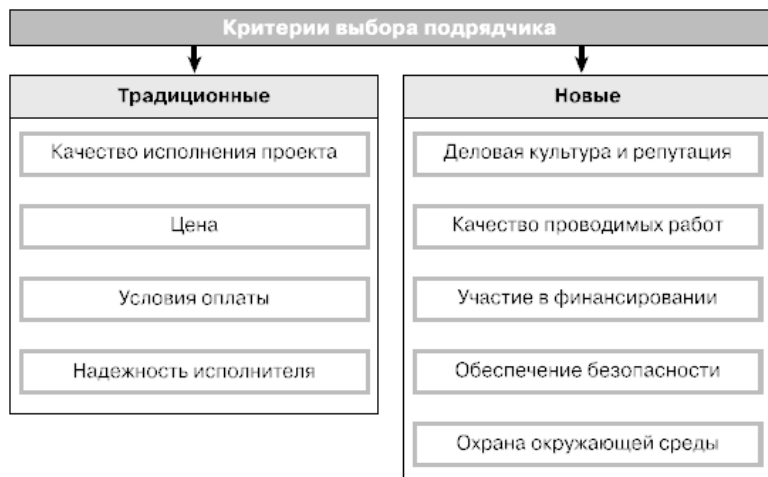 Критерии выбора подрядчика
Традиционные
Качество исполнения проекта
Цена
Условия оплаты
Надежность исполнителя
Новые
Деловая культура и репутация
Качество проводимых работ
Участие в финансировании
Обеспечение безопасности
Охрана окружающей среды